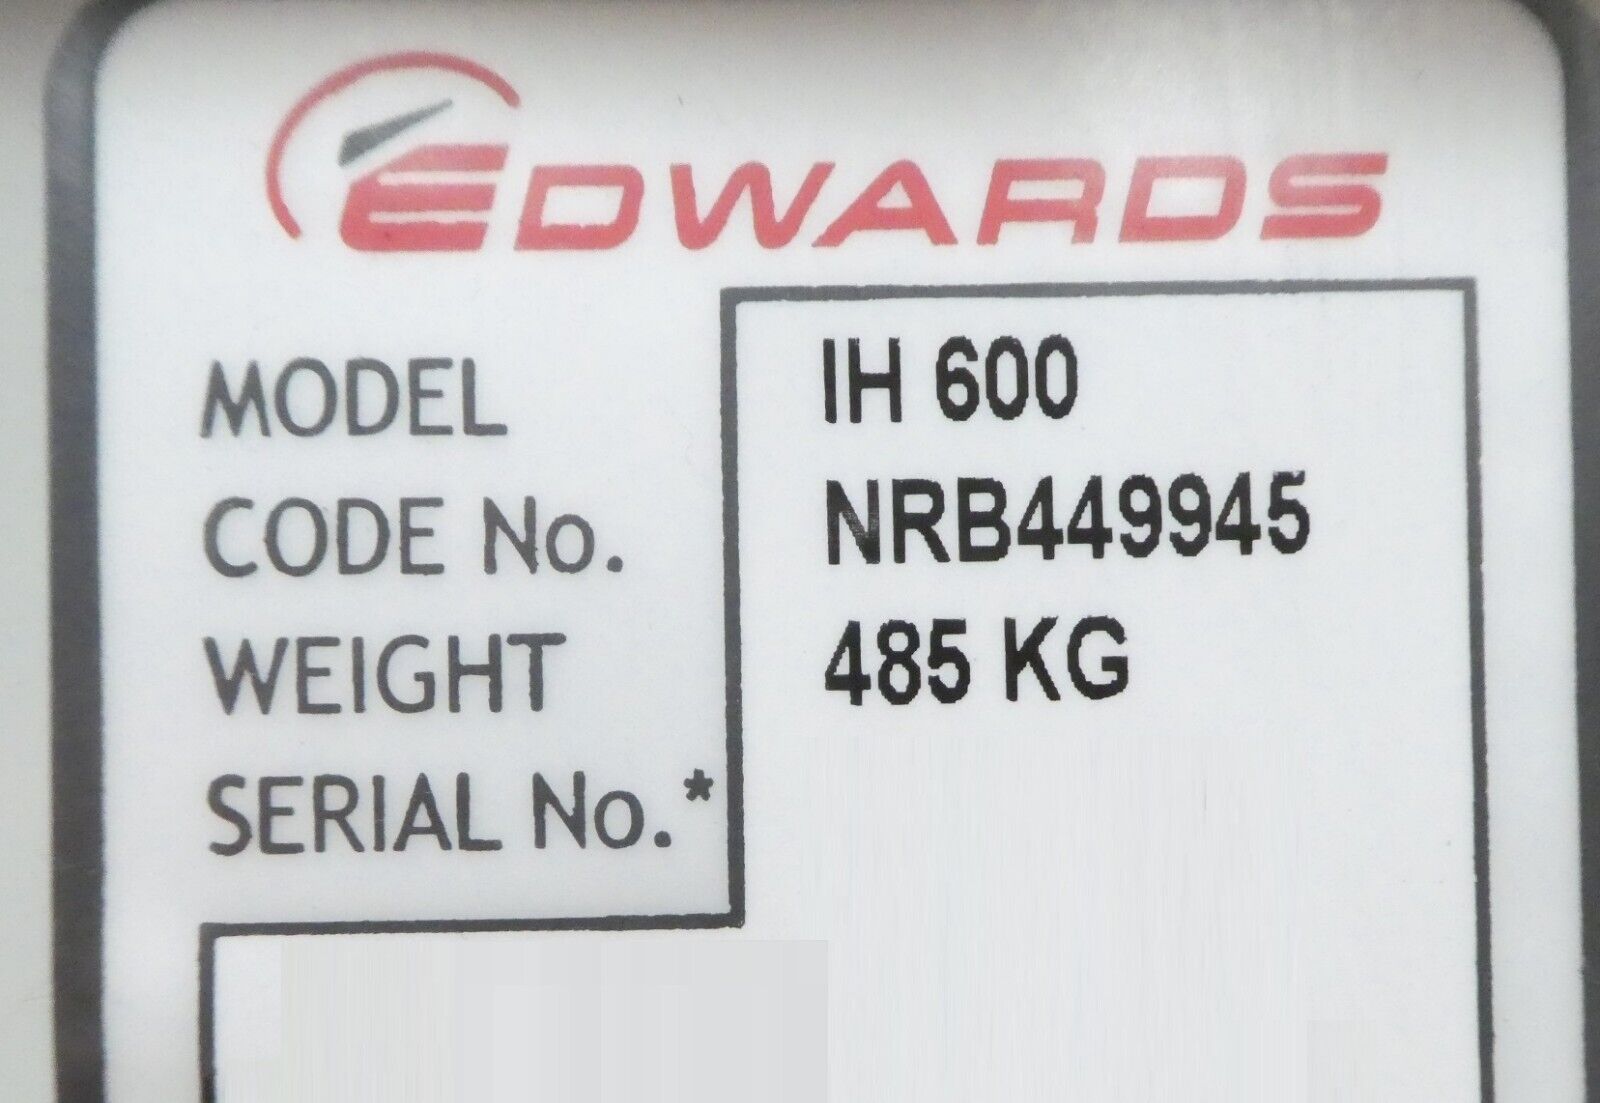 EDWARDS
MODEL IH 600
CODE No. NRB449945
WEIGHT 485 KG
SERIAL No.*